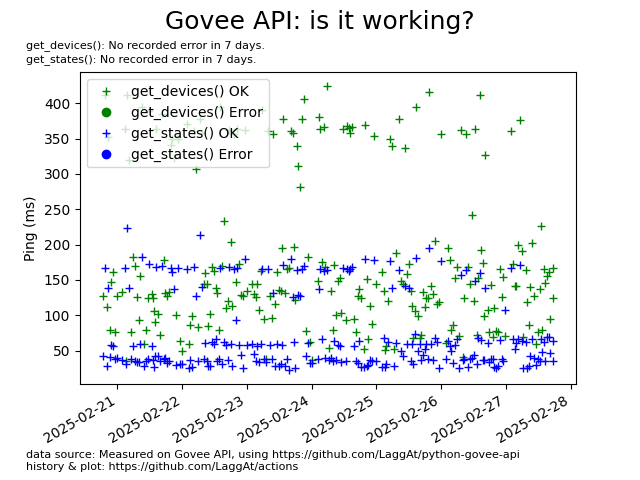 Govee API: is it working?
get_devices(): No recorded error in 7 days.
get_states(): No recorded error in 7 days.
get_devices() OK
get_devices() Error
get_states() OK
get_states() Error
Ping (ms)
400
350
300
250
200
150
100
50
2025-02-21
2025-02-22
2025-02-23
2025-02-24
2025-02-25
2025-02-26
2025-02-27
2025-02-28
data source: Measured on Govee API, using https://github.com/LaggAt/python-govee-api
history & plot: https://github.com/LaggAt/actions